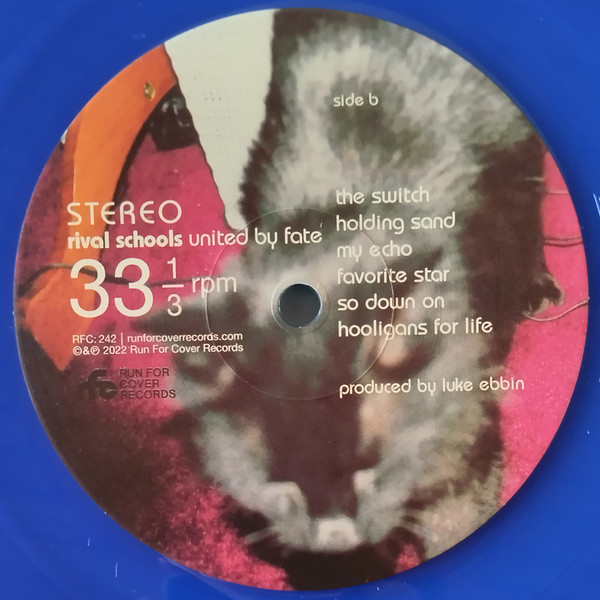 side b
STEREO
rival schools united by fate
33 1/3 rpm
RFC: 242 | runforcoverrecords.com
©&℗ 2022 Run For Cover Records
rfc RUN FOR
COVER
RECORDS
the switch
holding sand
my echo
favorite star
so down on
hooligans for life
produced by luke ebbin